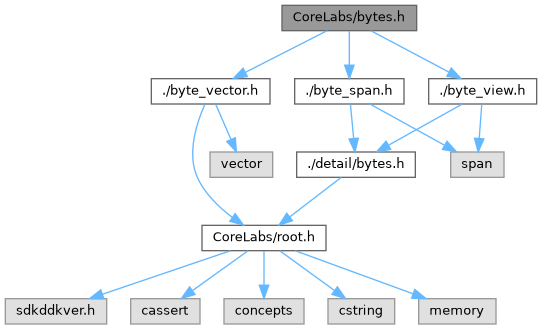 CoreLabs/bytes.h
./byte_vector.h
./byte_span.h
./byte_view.h
vector
./detail/bytes.h
span
CoreLabs/root.h
sdkddkver.h
cassert
concepts
cstring
memory